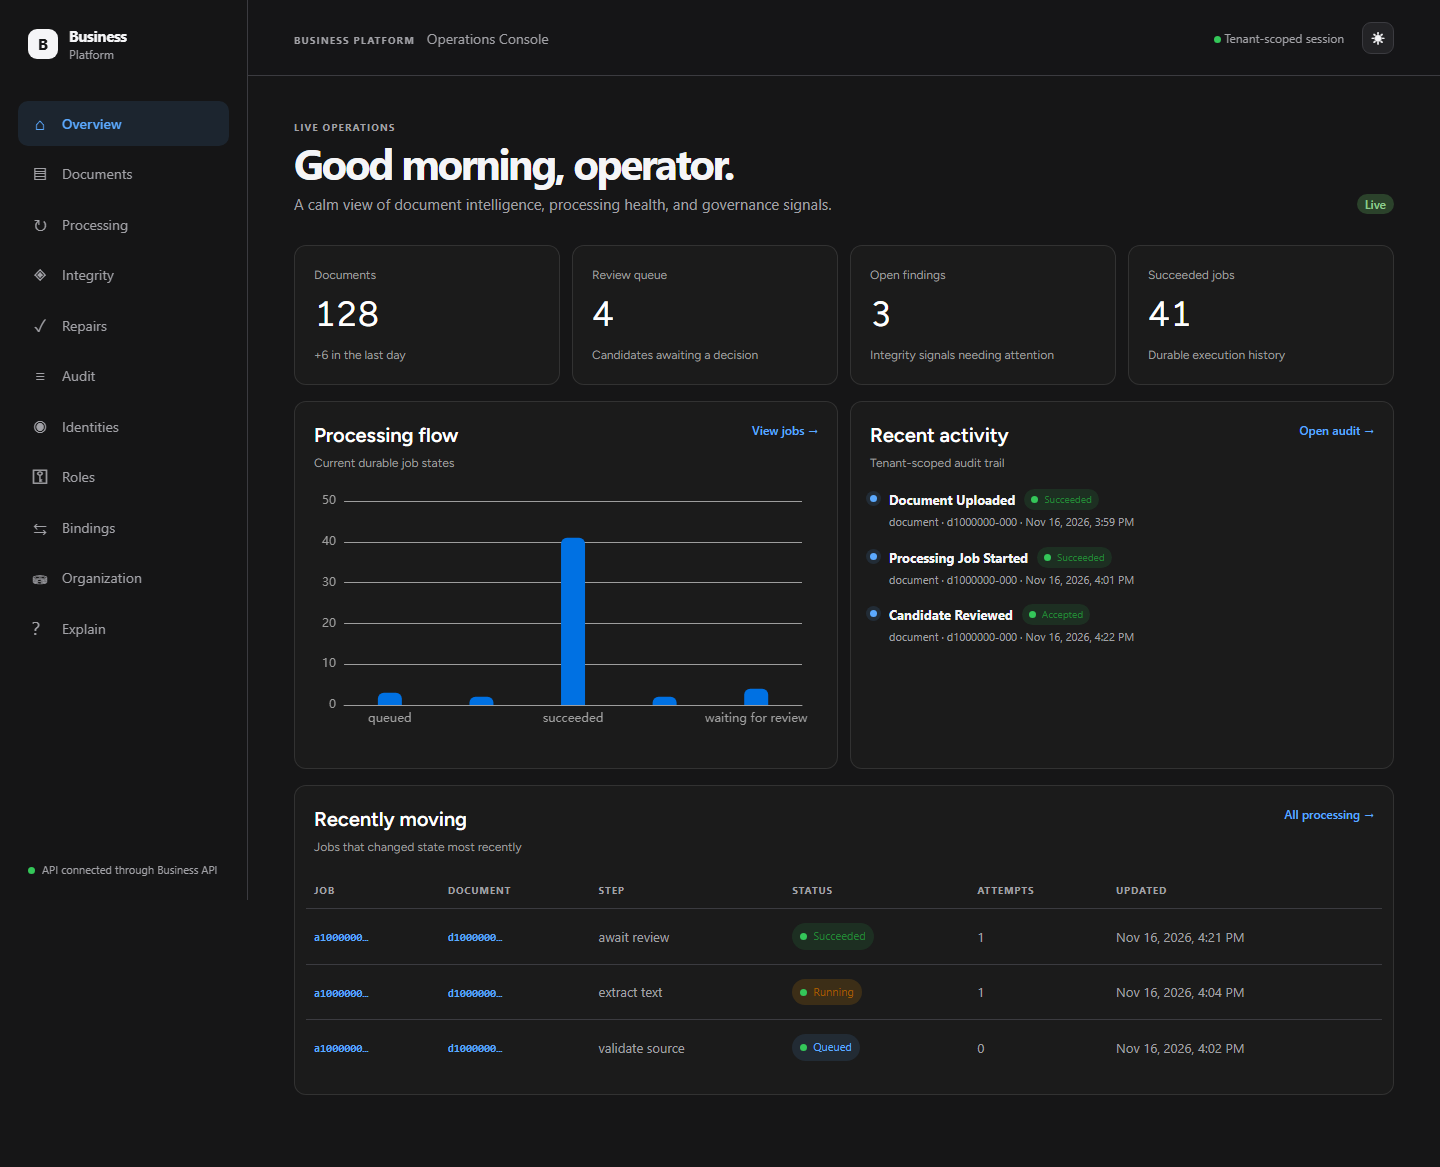 B
Business
Platform
BUSINESS PLATFORM Operations Console
Tenant-scoped session
Overview
Documents
Processing
Integrity
Repairs
Audit
Identities
Roles
Bindings
Organization
? Explain
API connected through Business API
LIVE OPERATIONS
Good morning, operator.
A calm view of document intelligence, processing health, and governance signals.
Live
Documents
128
+6 in the last day
Review queue
4
Candidates awaiting a decision
Open findings
3
Integrity signals needing attention
Succeeded jobs
41
Durable execution history
Processing flow
View jobs →
Current durable job states
50
40
30
20
10
0
queued succeeded waiting for review
Recent activity
Open audit →
Tenant-scoped audit trail
Document Uploaded Succeeded
document · d1000000-000 · Nov 16, 2026, 3:59 PM
Processing Job Started Succeeded
document · d1000000-000 · Nov 16, 2026, 4:01 PM
Candidate Reviewed Accepted
document · d1000000-000 · Nov 16, 2026, 4:22 PM
Recently moving
All processing →
Jobs that changed state most recently
JOB DOCUMENT STEP STATUS ATTEMPTS UPDATED
a1000000… d1000000… await review Succeeded 1 Nov 16, 2026, 4:21 PM
a1000000… d1000000… extract text Running 1 Nov 16, 2026, 4:04 PM
a1000000… d1000000… validate source Queued 0 Nov 16, 2026, 4:02 PM